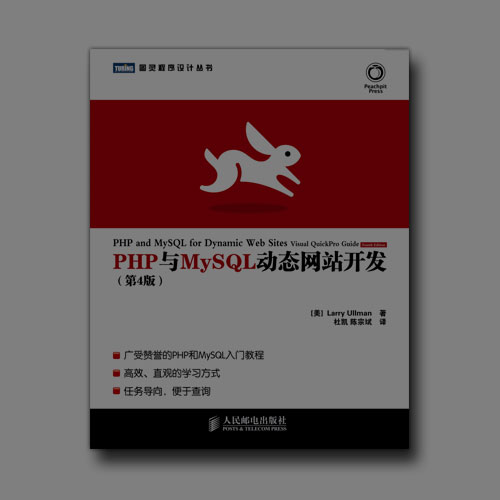 TURING 图灵程序设计丛书
Peachpit
Press
PHP and MySQL for Dynamic Web Sites Visual QuickPro Guide Fourth Edition
PHP与MySQL动态网站开发
（第4版）
[美] Larry Ullman 著
杜凯 陈宗斌 译
广受赞誉的PHP和MySQL入门教程
高效、直观的学习方式
任务导向，便于查询
人民邮电出版社
POSTS & TELECOM PRESS